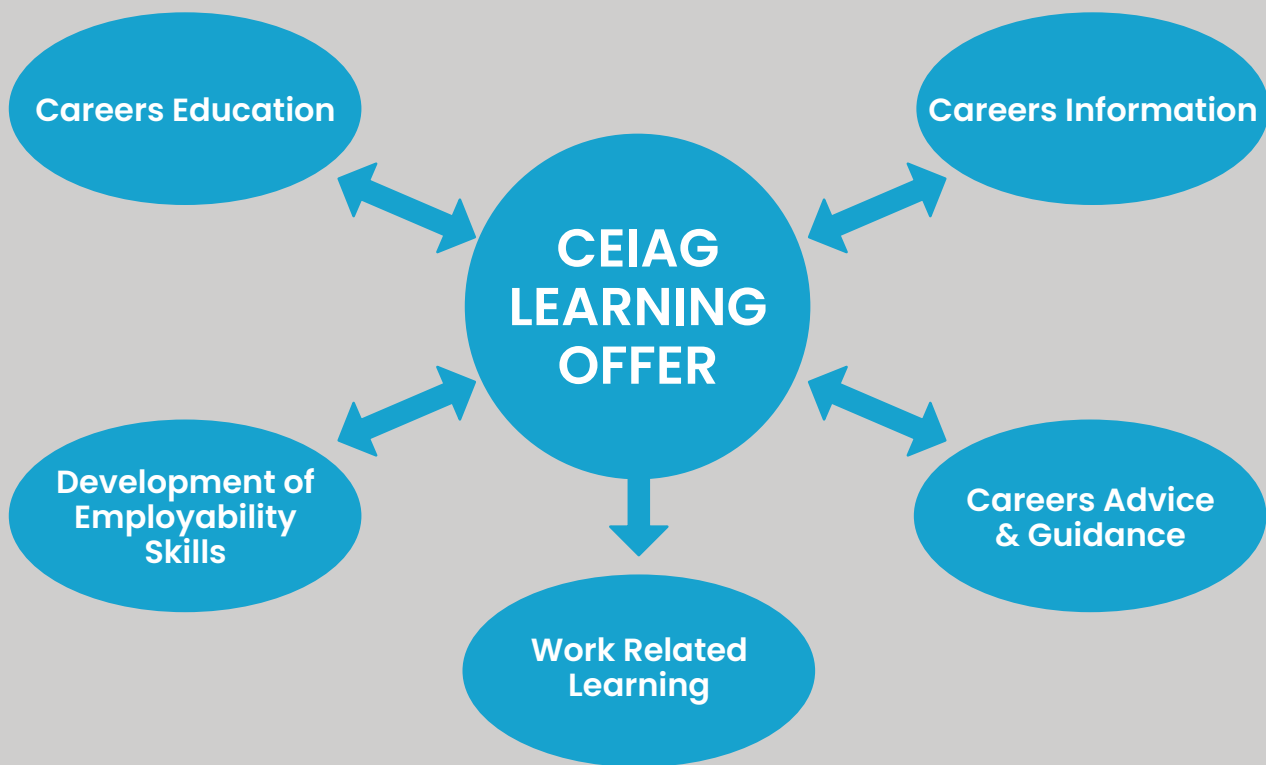 Careers Education
Careers Information
CEIAG
LEARNING
OFFER
Development of
Employability
Skills
Careers Advice
& Guidance
Work Related
Learning